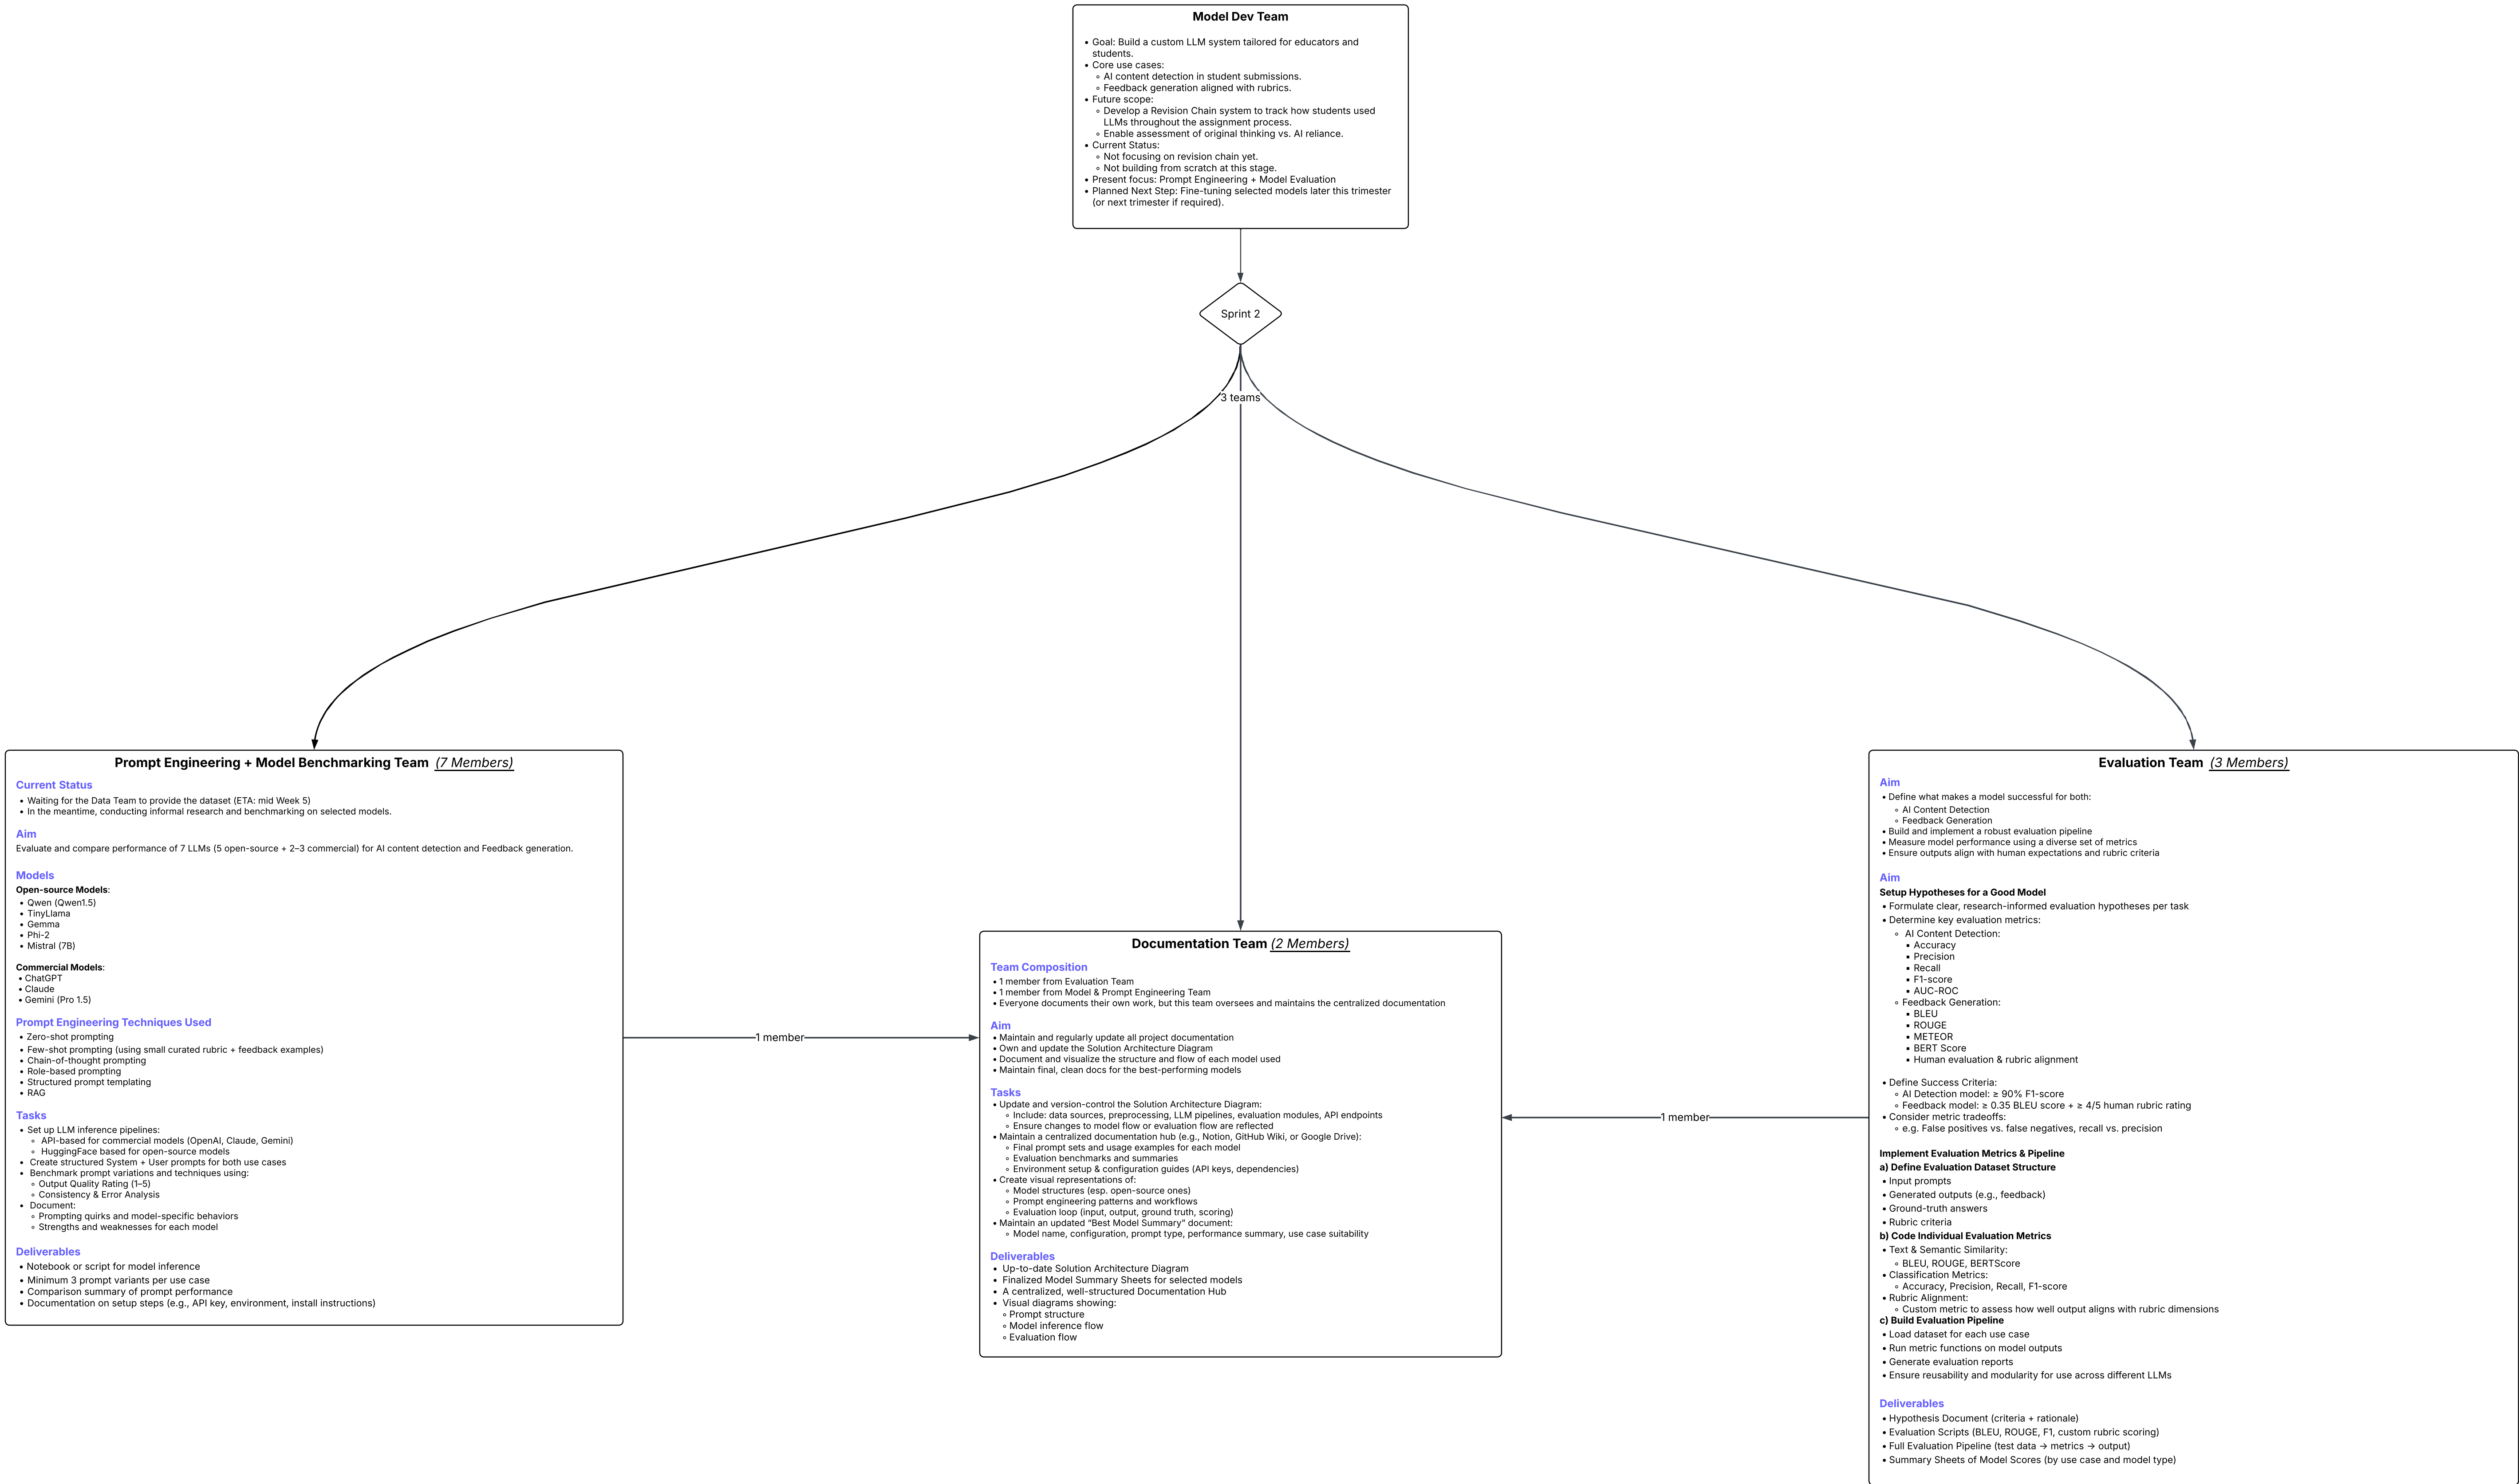 Model Dev Team
• Goal: Build a custom LLM system tailored for educators and
students.
• Core use cases:
◦ AI content detection in student submissions.
◦ Feedback generation aligned with rubrics.
• Future scope:
◦ Develop a Revision Chain system to track how students used
LLMs throughout the assignment process.
◦ Enable assessment of original thinking vs. AI reliance.
• Current Status:
◦ Not focusing on revision chain yet.
◦ Not building from scratch at this stage.
• Present focus: Prompt Engineering + Model Evaluation
• Planned Next Step: Fine-tuning selected models later this trimester
(or next trimester if required).
Sprint 2
3 teams
Prompt Engineering + Model Benchmarking Team (7 Members)
Current Status
• Waiting for the Data Team to provide the dataset (ETA: mid Week 5)
• In the meantime, conducting informal research and benchmarking on selected models.
Aim
Evaluate and compare performance of 7 LLMs (5 open-source + 2–3 commercial) for AI content detection and Feedback generation.
Models
Open-source Models:
• Qwen (Qwen1.5)
• TinyLlama
• Gemma
• Phi-2
• Mistral (7B)
Commercial Models:
• ChatGPT
• Claude
• Gemini (Pro 1.5)
Prompt Engineering Techniques Used
• Zero-shot prompting
• Few-shot prompting (using small curated rubric + feedback examples)
• Chain-of-thought prompting
• Role-based prompting
• Structured prompt templating
• RAG
Tasks
• Set up LLM inference pipelines:
◦ API-based for commercial models (OpenAI, Claude, Gemini)
◦ HuggingFace based for open-source models
• Create structured System + User prompts for both use cases
• Benchmark prompt variations and techniques using:
◦ Output Quality Rating (1–5)
◦ Consistency & Error Analysis
• Document:
◦ Prompting quirks and model-specific behaviors
◦ Strengths and weaknesses for each model
Deliverables
• Notebook or script for model inference
• Minimum 3 prompt variants per use case
• Comparison summary of prompt performance
• Documentation on setup steps (e.g., API key, environment, install instructions)
1 member
Documentation Team (2 Members)
Team Composition
• 1 member from Evaluation Team
• 1 member from Model & Prompt Engineering Team
• Everyone documents their own work, but this team oversees and maintains the centralized documentation
Aim
• Maintain and regularly update all project documentation
• Own and update the Solution Architecture Diagram
• Document and visualize the structure and flow of each model used
• Maintain final, clean docs for the best-performing models
Tasks
• Update and version-control the Solution Architecture Diagram:
◦ Include: data sources, preprocessing, LLM pipelines, evaluation modules, API endpoints
◦ Ensure changes to model flow or evaluation flow are reflected
• Maintain a centralized documentation hub (e.g., Notion, GitHub Wiki, or Google Drive):
◦ Final prompt sets and usage examples for each model
◦ Evaluation benchmarks and summaries
◦ Environment setup & configuration guides (API keys, dependencies)
• Create visual representations of:
◦ Model structures (esp. open-source ones)
◦ Prompt engineering patterns and workflows
◦ Evaluation loop (input, output, ground truth, scoring)
• Maintain an updated “Best Model Summary” document:
◦ Model name, configuration, prompt type, performance summary, use case suitability
Deliverables
• Up-to-date Solution Architecture Diagram
• Finalized Model Summary Sheets for selected models
• A centralized, well-structured Documentation Hub
• Visual diagrams showing:
◦ Prompt structure
◦ Model inference flow
◦ Evaluation flow
1 member
Evaluation Team (3 Members)
Aim
• Define what makes a model successful for both:
◦ AI Content Detection
◦ Feedback Generation
• Build and implement a robust evaluation pipeline
• Measure model performance using a diverse set of metrics
• Ensure outputs align with human expectations and rubric criteria
Aim
Setup Hypotheses for a Good Model
• Formulate clear, research-informed evaluation hypotheses per task
• Determine key evaluation metrics:
◦ AI Content Detection:
▪ Accuracy
▪ Precision
▪ Recall
▪ F1-score
▪ AUC-ROC
◦ Feedback Generation:
▪ BLEU
▪ ROUGE
▪ METEOR
▪ BERT Score
▪ Human evaluation & rubric alignment
• Define Success Criteria:
◦ AI Detection model: ≥ 90% F1-score
◦ Feedback model: ≥ 0.35 BLEU score + ≥ 4/5 human rubric rating
• Consider metric tradeoffs:
◦ e.g. False positives vs. false negatives, recall vs. precision
Implement Evaluation Metrics & Pipeline
a) Define Evaluation Dataset Structure
• Input prompts
• Generated outputs (e.g., feedback)
• Ground-truth answers
• Rubric criteria
b) Code Individual Evaluation Metrics
• Text & Semantic Similarity:
◦ BLEU, ROUGE, BERTScore
• Classification Metrics:
◦ Accuracy, Precision, Recall, F1-score
• Rubric Alignment:
◦ Custom metric to assess how well output aligns with rubric dimensions
c) Build Evaluation Pipeline
• Load dataset for each use case
• Run metric functions on model outputs
• Generate evaluation reports
• Ensure reusability and modularity for use across different LLMs
Deliverables
• Hypothesis Document (criteria + rationale)
• Evaluation Scripts (BLEU, ROUGE, F1, custom rubric scoring)
• Full Evaluation Pipeline (test data → metrics → output)
• Summary Sheets of Model Scores (by use case and model type)